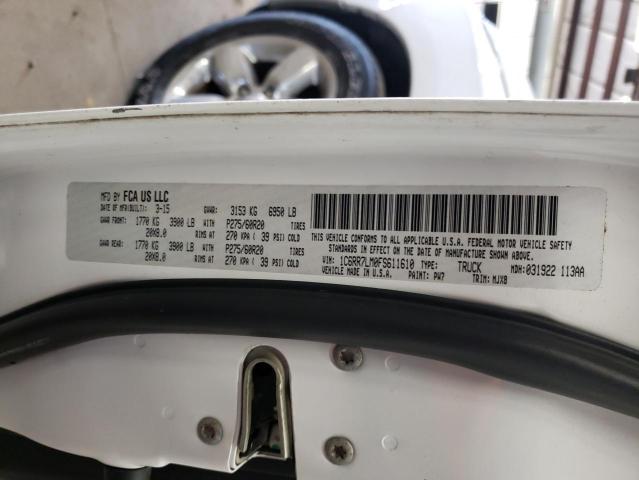 MFD BY FCA US LLC
DATE OF MFR(BUILT): 3-15 GVWR: 3153 KG 6950 LB
GAWR FRONT: 1770 KG 3900 LB WITH P275/60R20
20X8.0 RIMS AT 270 KPA ( 39 PSI) COLD
GAWR REAR: 1770 KG 3900 LB WITH P275/60R20
20X8.0 RIMS AT 270 KPA ( 39 PSI) COLD
THIS VEHICLE CONFORMS TO ALL APPLICABLE U.S.A. FEDERAL MOTOR VEHICLE SAFETY
STANDARDS IN EFFECT ON THE DATE OF MANUFACTURE SHOWN ABOVE.
VIN: 1C6RR7LM0FS611610 TYPE: TRUCK MDH: 031922 113AA
VEHICLE MADE IN U.S.A. PAINT: PW7 TRIM: MJX8